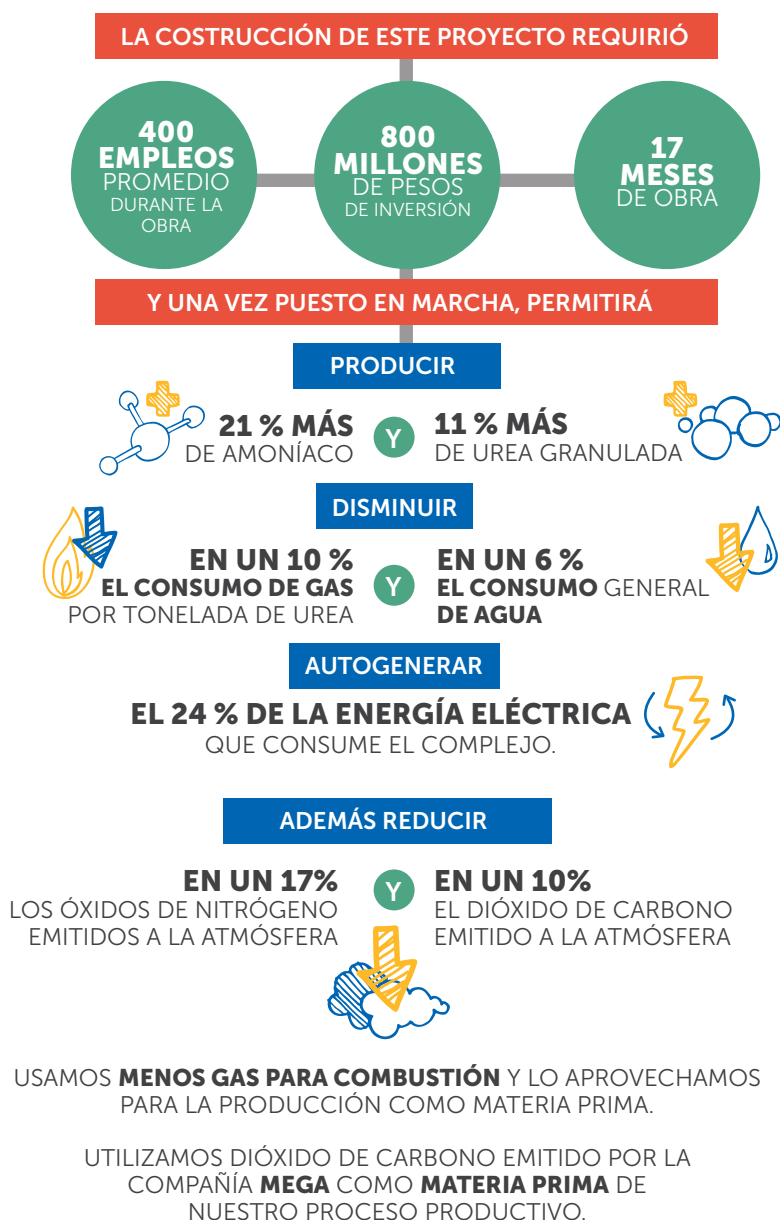 LA COSTRUCCIÓN DE ESTE PROYECTO REQUIRIÓ
400
EMPLEOS
PROMEDIO
DURANTE LA
OBRA
800
MILLONES
DE PESOS
DE INVERSIÓN
17
MESES
DE OBRA
Y UNA VEZ PUESTO EN MARCHA, PERMITIRÁ
PRODUCIR
21 % MÁS
DE AMONÍACO
Y
11 % MÁS
DE UREA GRANULADA
DISMINUIR
EN UN 10 %
EL CONSUMO DE GAS
POR TONELADA DE UREA
Y
EN UN 6 %
EL CONSUMO GENERAL
DE AGUA
AUTOGENERAR
EL 24 % DE LA ENERGÍA ELÉCTRICA
QUE CONSUME EL COMPLEJO.
ADEMÁS REDUCIR
EN UN 17%
LOS ÓXIDOS DE NITRÓGENO
EMITIDOS A LA ATMÓSFERA
Y
EN UN 10%
EL DIÓXIDO DE CARBONO
EMITIDO A LA ATMÓSFERA
USAMOS MENOS GAS PARA COMBUSTIÓN Y LO APROVECHAMOS
PARA LA PRODUCCIÓN COMO MATERIA PRIMA.
UTILIZAMOS DIÓXIDO DE CARBONO EMITIDO POR LA
COMPAÑÍA MEGA COMO MATERIA PRIMA DE
NUESTRO PROCESO PRODUCTIVO.